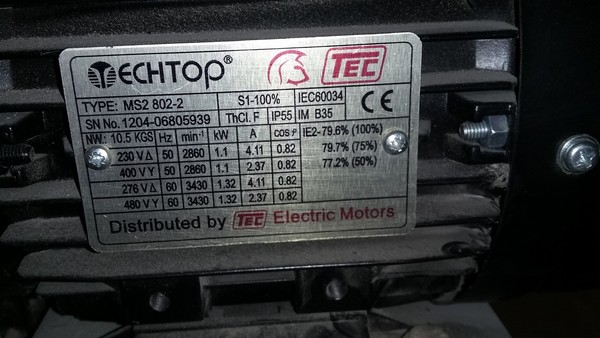 TECHTOP® TEC
TYPE: MS2 802-2 S1-100% IEC60034 CE
SN No.1204-06805939 ThCl. F IP55 IM B35
NW: 10.5 KGS Hz min⁻¹ kW A cos φ IE2-79.6% (100%)
230 V Δ 50 2860 1.1 4.11 0.82 79.7% (75%)
400 V Y 50 2860 1.1 2.37 0.82 77.2% (50%)
276 V Δ 60 3430 1.32 4.11 0.82
480 V Y 60 3430 1.32 2.37 0.82
Distributed by TEC Electric Motors